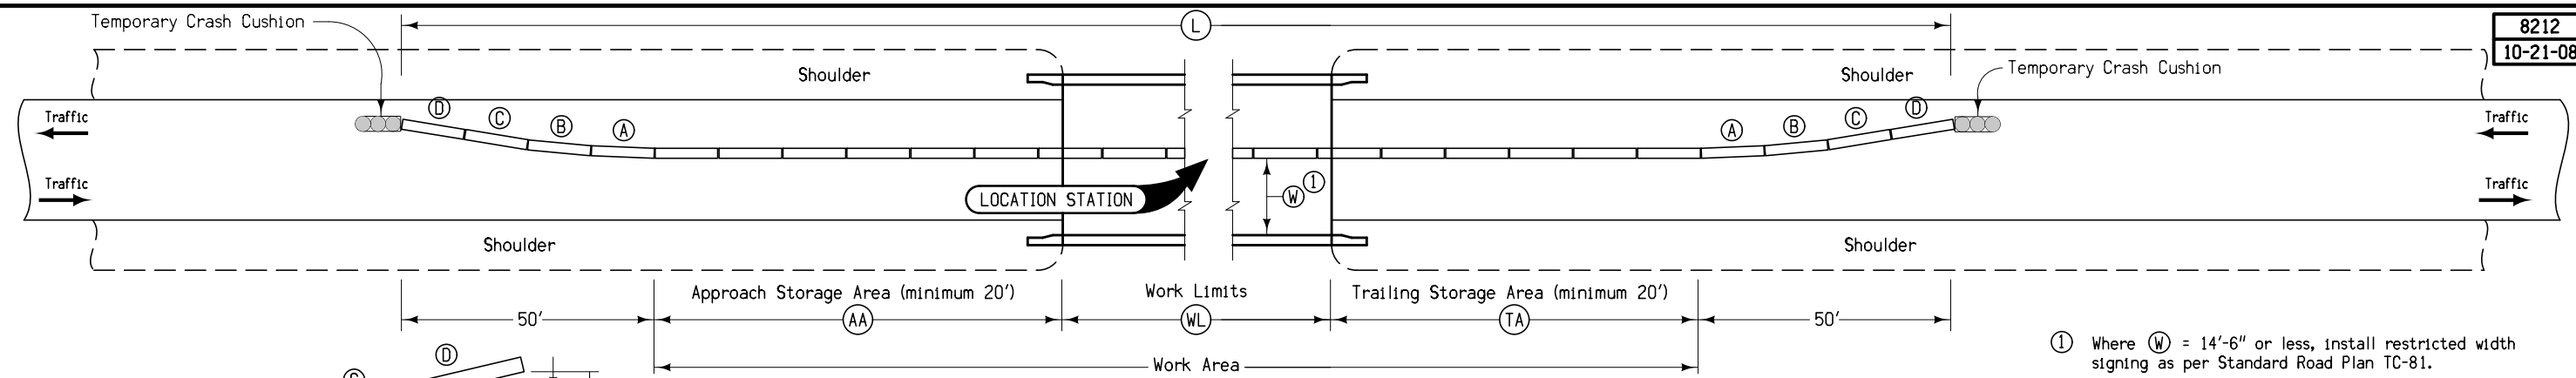 Temporary Crash Cushion
L
8212
10-21-08
Shoulder
Shoulder
Temporary Crash Cushion
D
C
B
A
A
B
C
D
Traffic
Traffic
Traffic
Traffic
LOCATION STATION
W
1
Shoulder
Shoulder
Approach Storage Area (minimum 20')
Work Limits
Trailing Storage Area (minimum 20')
50'
AA
WL
TA
50'
1 Where W = 14'-6" or less, install restricted width
signing as per Standard Road Plan TC-81.
Work Area
D
C